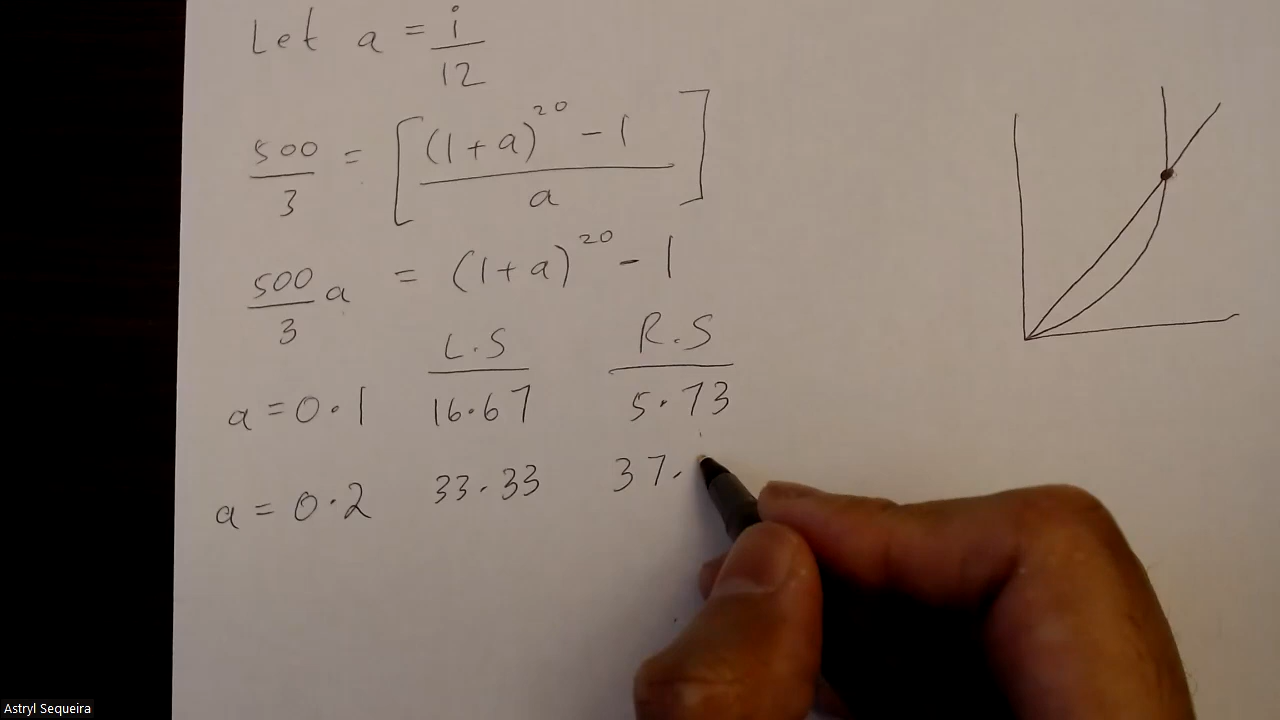 Let a = i/12
500/3 = [((1+a)^20 - 1)/a]
500/3 a = (1+a)^20 - 1
L.S R.S
a = 0.1 16.67 5.73
a = 0.2 33.33 37.
Astryl Sequeira